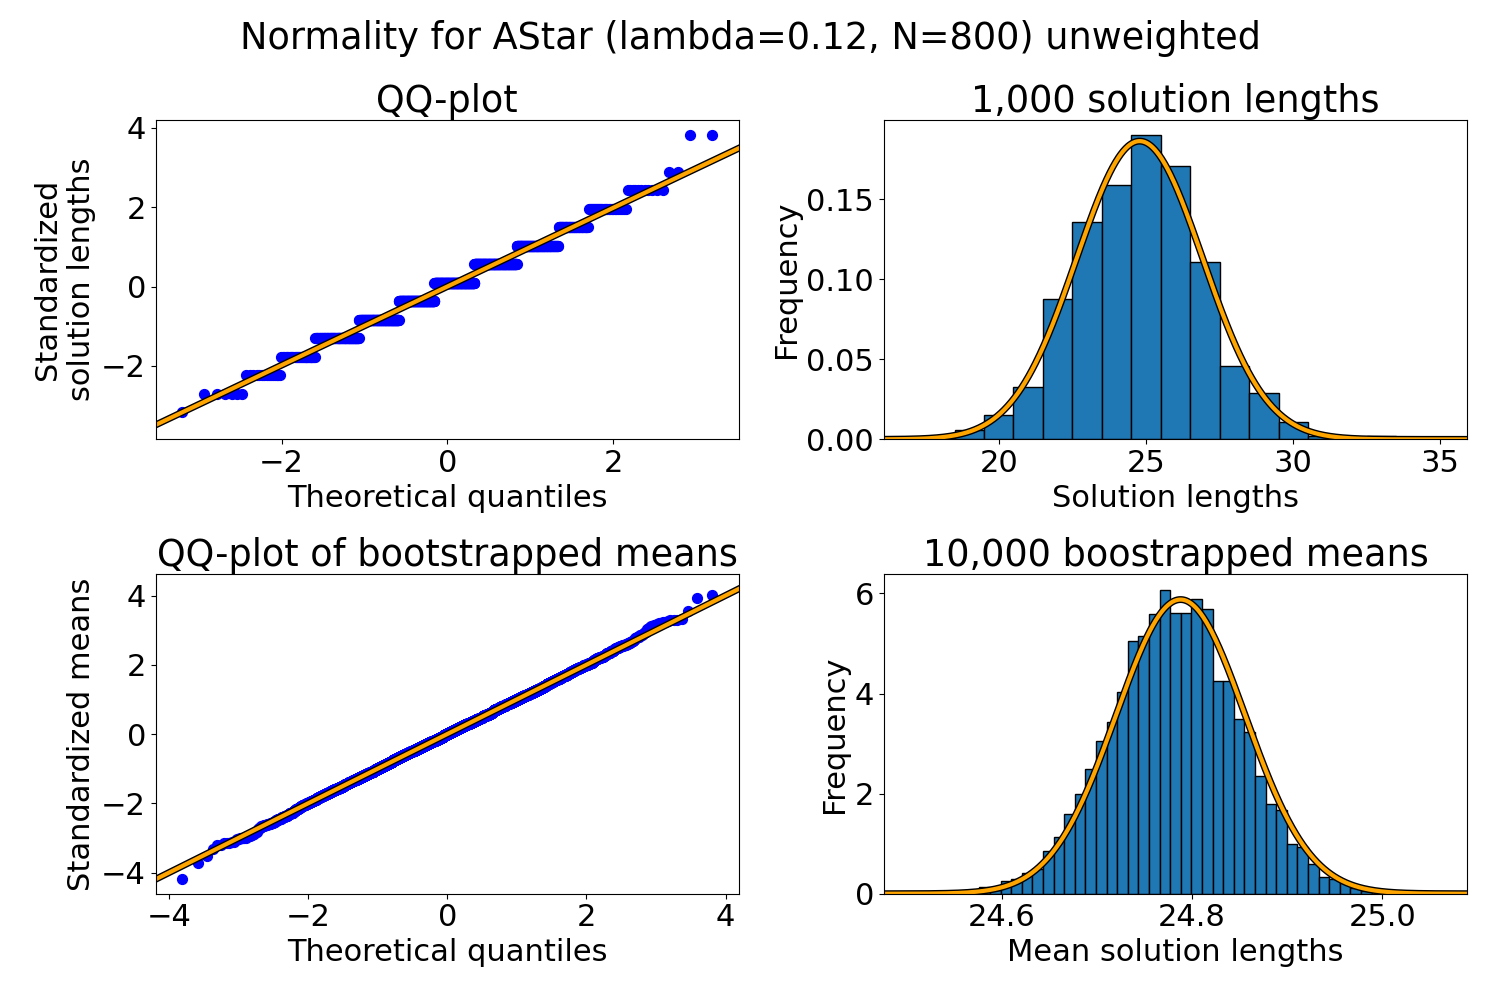 Normality for AStar (lambda=0.12, N=800) unweighted
QQ-plot
Standardized
solution lengths
4
2
0
−2
−2
0
2
Theoretical quantiles
1,000 solution lengths
Frequency
0.15
0.10
0.05
0.00
20
25
30
35
Solution lengths
QQ-plot of bootstrapped means
Standardized means
4
2
0
−2
−4
−4
−2
0
2
4
Theoretical quantiles
10,000 boostrapped means
Frequency
6
4
2
0
24.6
24.8
25.0
Mean solution lengths